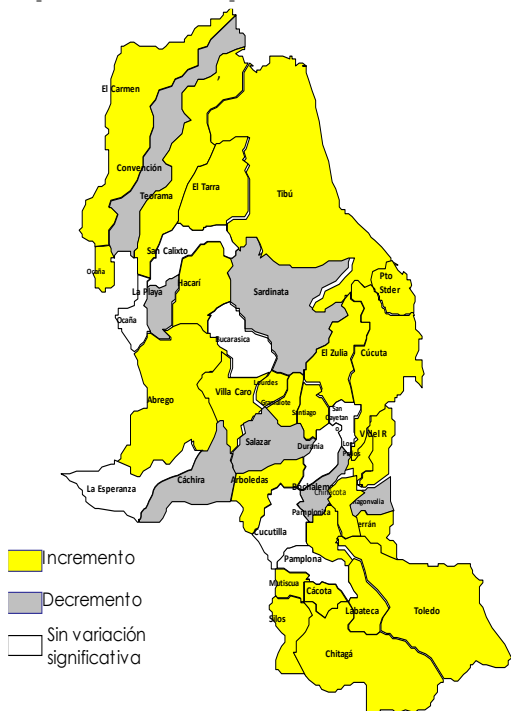 El Carmen
Convención
Teorama
El Tarra
Tibú
San Calixto
Ocaña
La Playa
Hacarí
Sardinata
Pto
Stder
Ocaña
Bucarasica
El Zulia
Cúcuta
Abrego
Villa Caro
Lourdes
Gramalote
Santiago
San
Cayetano
Salazar
Durania
Los
Patios
V del R
La Esperanza
Cáchira
Arboledas
Bochalema
Chinacota
Ragonvalia
Pamplonita
Herrán
Cucutilla
Pamplona
Mutiscua
Cácota
Silos
Labateca
Toledo
Chitagá
Incremento
Decremento
Sin variación
significativa